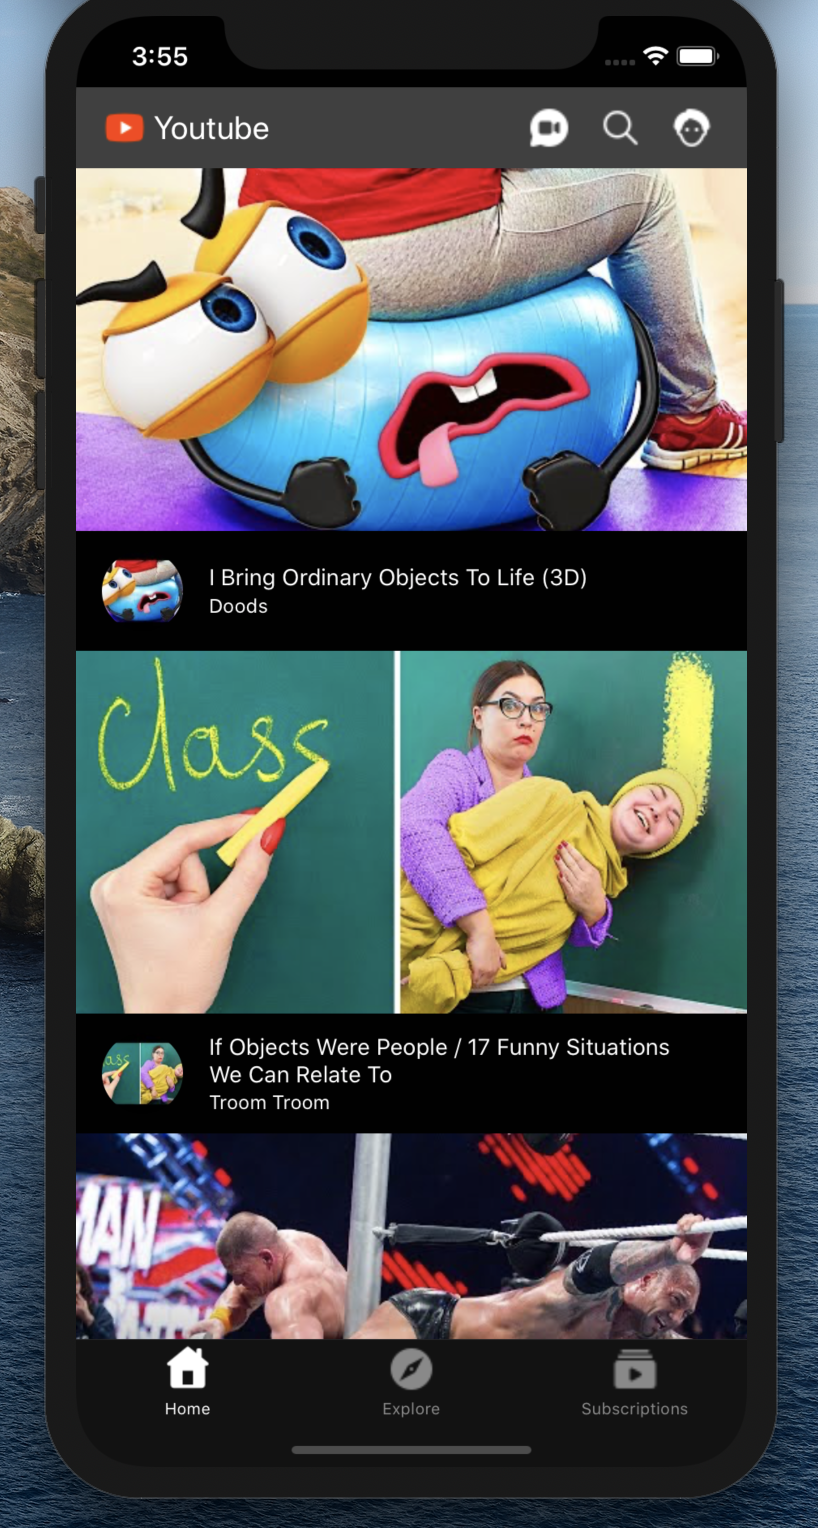 3:55
Youtube
I Bring Ordinary Objects To Life (3D)
Doods
class
If Objects Were People / 17 Funny Situations
We Can Relate To
Troom Troom
MAN
Home
Explore
Subscriptions